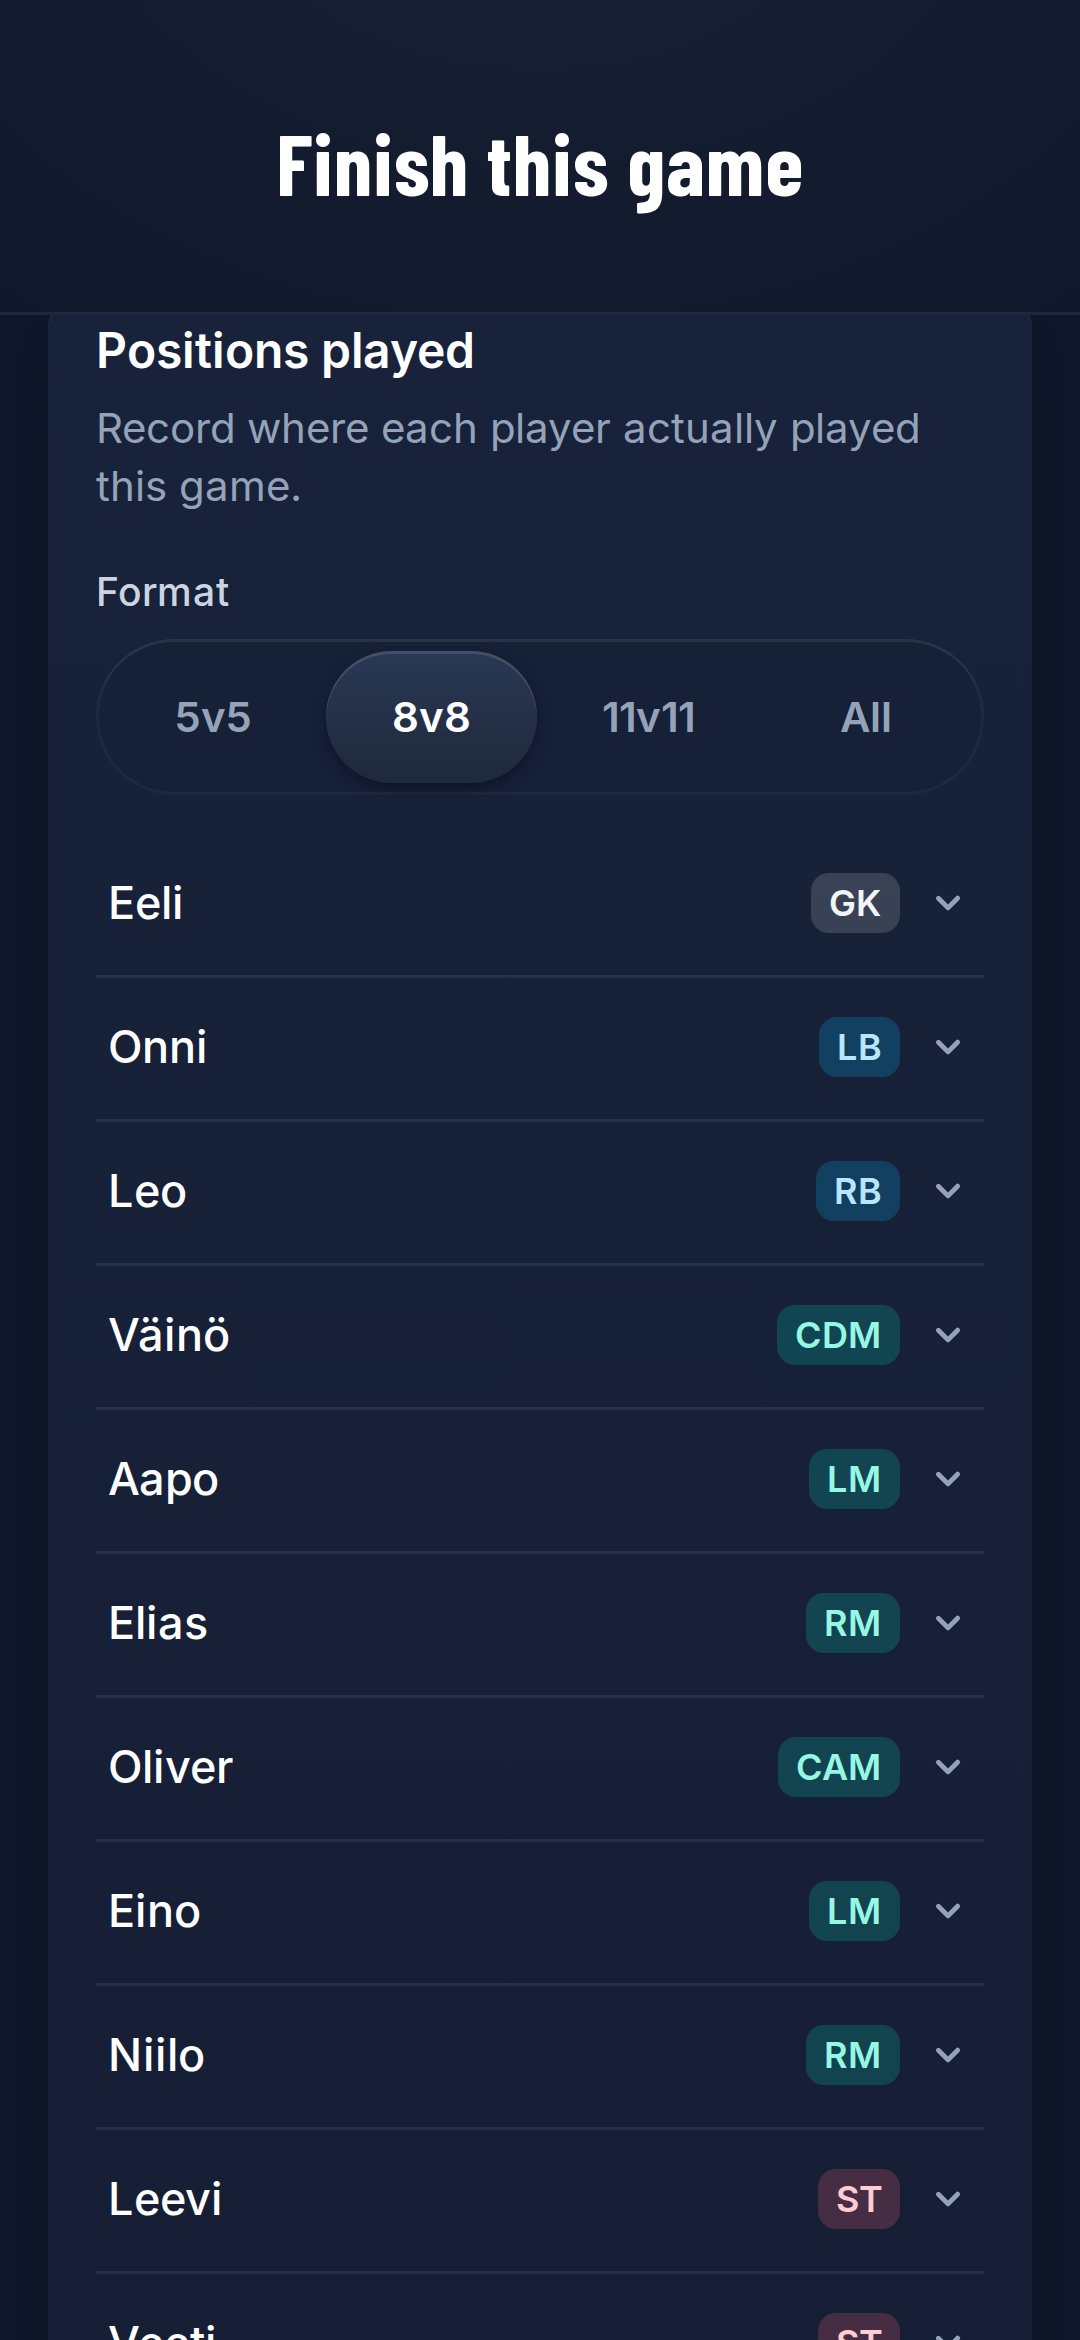 Finish this game
Positions played
Record where each player actually played
this game.
Format
5v5 8v8 11v11 All
Eeli GK
Onni LB
Leo RB
Väinö CDM
Aapo LM
Elias RM
Oliver CAM
Eino LM
Niilo RM
Leevi ST
ST